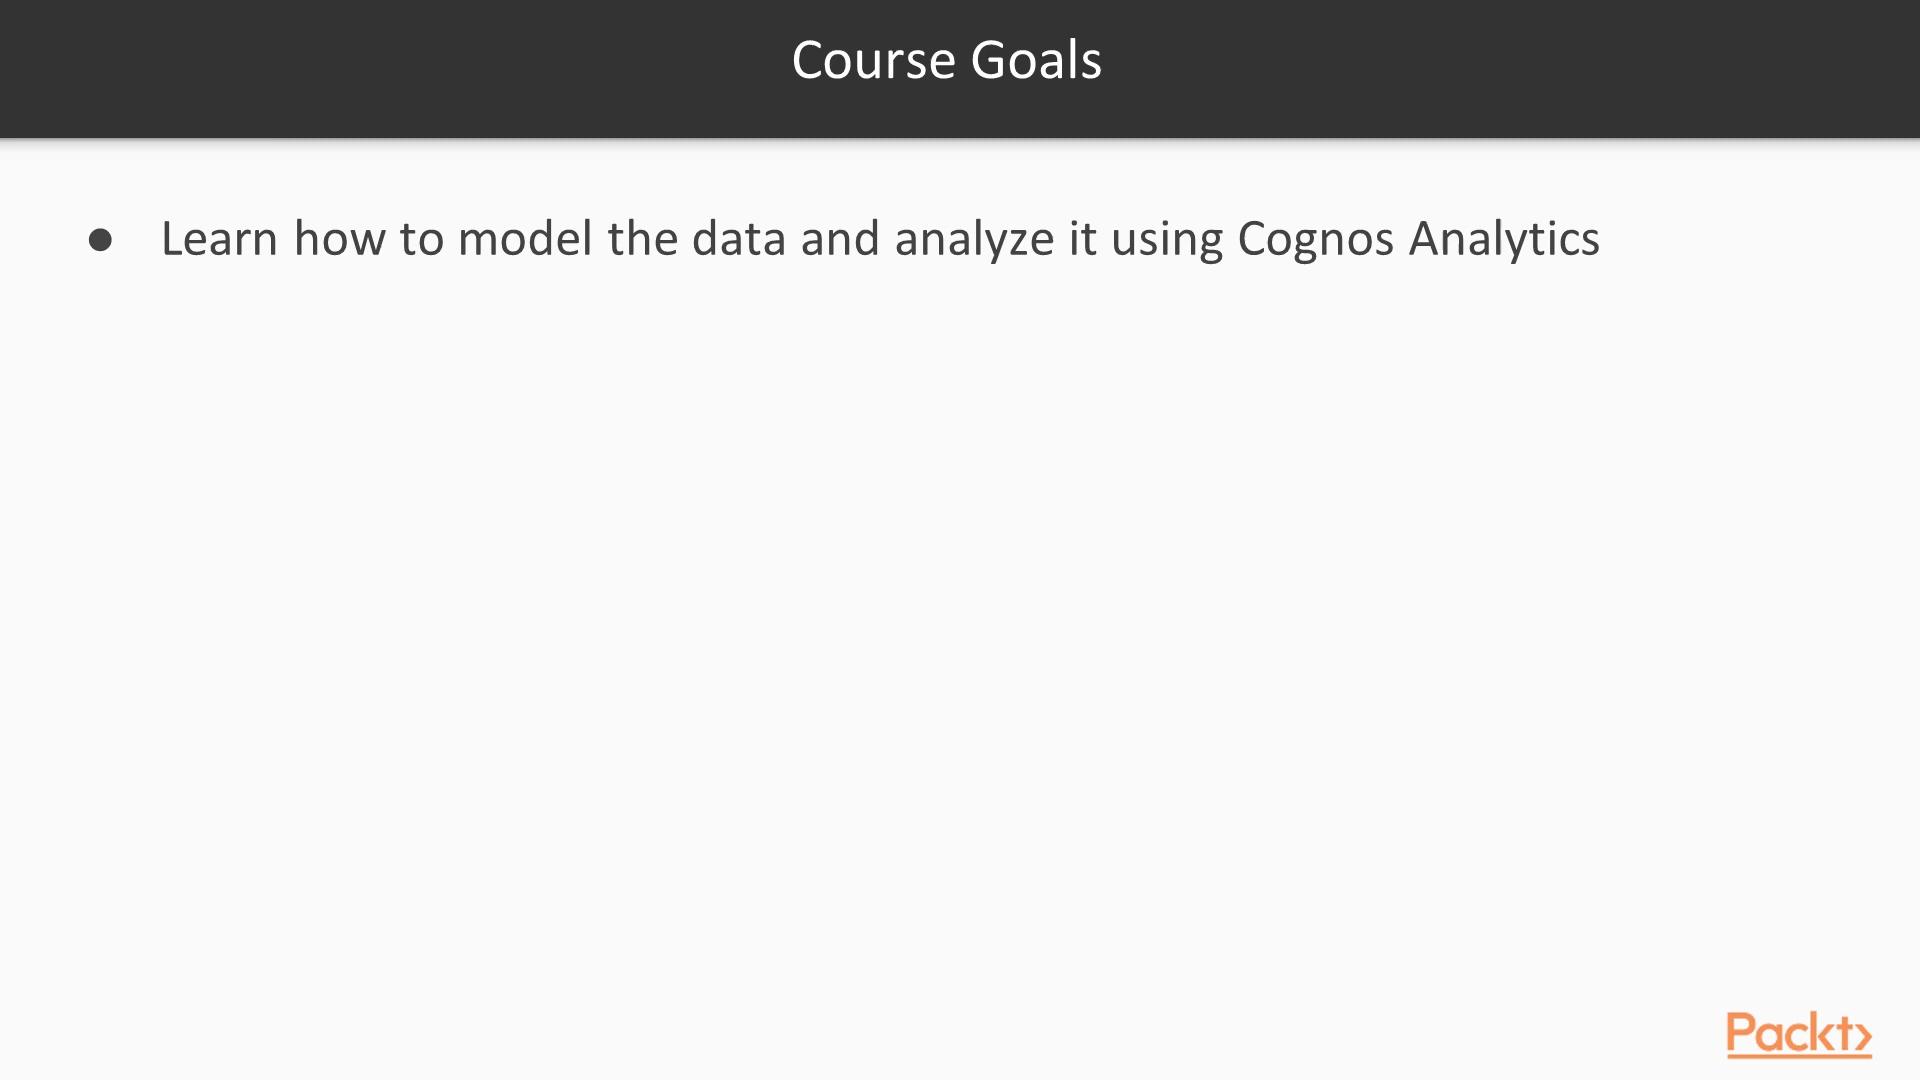 Course Goals
● Learn how to model the data and analyze it using Cognos Analytics
Packt>